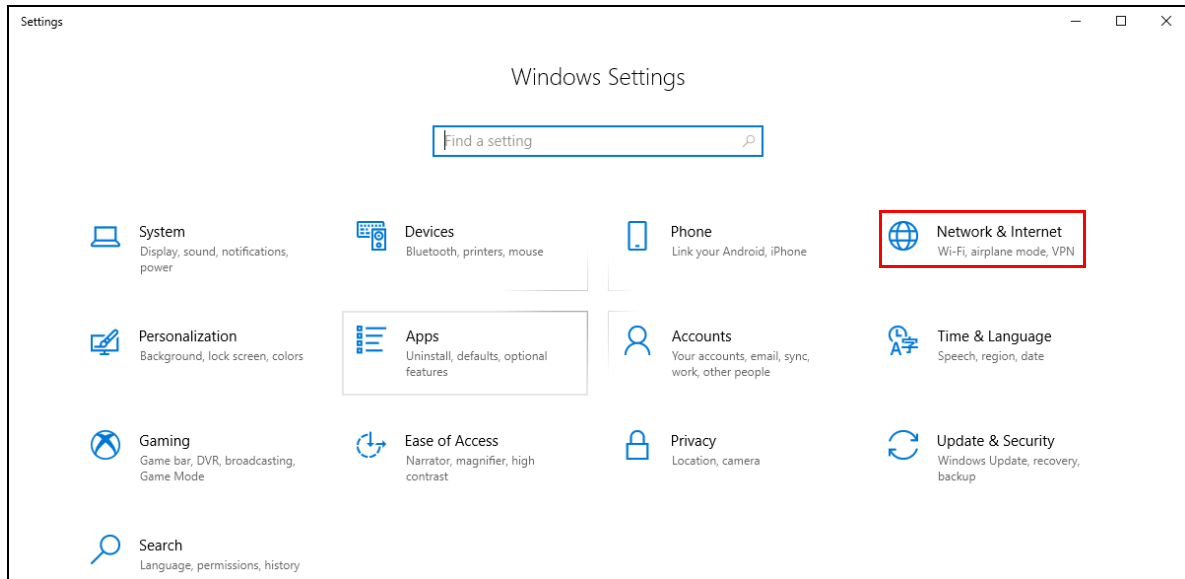 Settings
Windows Settings
Find a setting
System
Display, sound, notifications,
power
Devices
Bluetooth, printers, mouse
Phone
Link your Android, iPhone
Network & Internet
Wi-Fi, airplane mode, VPN
Personalization
Background, lock screen, colors
Apps
Uninstall, defaults, optional
features
Accounts
Your accounts, email, sync,
work, other people
Time & Language
Speech, region, date
Gaming
Game bar, DVR, broadcasting,
Game Mode
Ease of Access
Narrator, magnifier, high
contrast
Privacy
Location, camera
Update & Security
Windows Update, recovery,
backup
Search
Language, permissions, history